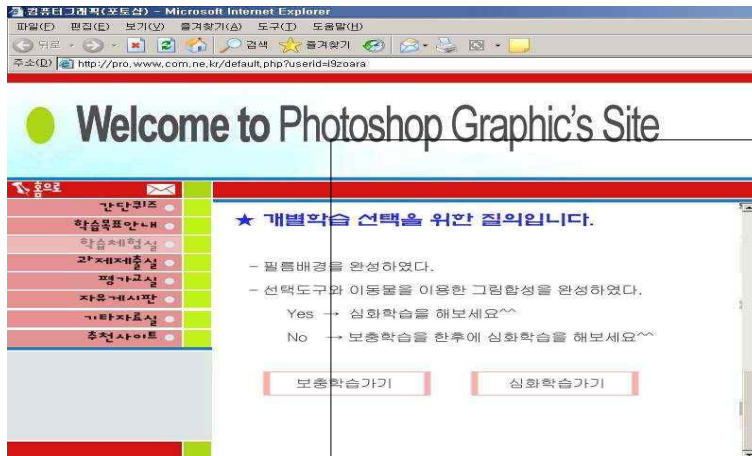 컴퓨터그래픽(포토샵) - Microsoft Internet Explorer
파일(F) 편집(E) 보기(V) 즐겨찾기(A) 도구(T) 도움말(H)
뒤로 검색 즐겨찾기
주소(D) http://pro.www.com.ne.kr/default.php?userid=i9zoara
Welcome to Photoshop Graphic's Site
홈으로
간단퀴즈
학습목표안내
학습체험실
과제제출실
평가교실
자유게시판
기타자료실
추천사이트
★ 개별학습 선택을 위한 질의입니다.
- 필름배경을 완성하였다.
- 선택도구와 이동툴을 이용한 그림합성을 완성하였다.
Yes → 심화학습을 해보세요^^
No → 보충학습을 한후에 심화학습을 해보세요^^
보충학습가기 심화학습가기